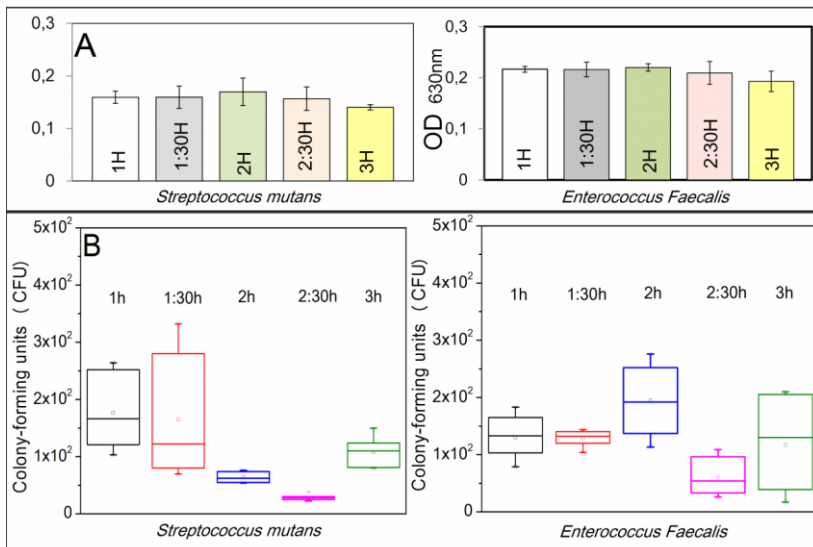 A
0,3
0,2
0,1
0
1H
1:30H
2H
2:30H
3H
Streptococcus mutans
OD 630nm
0,3
0,2
0,1
0
1H
1:30H
2H
2:30H
3H
Enterococcus Faecalis
B
Colony-forming units ( CFU)
5x10²
4x10²
3x10²
2x10²
1x10²
0
1h
1:30h
2h
2:30h
3h
Streptococcus mutans
Colony-forming units ( CFU)
5x10²
4x10²
3x10²
2x10²
1x10²
0
1h
1:30h
2h
2:30h
3h
Enterococcus Faecalis